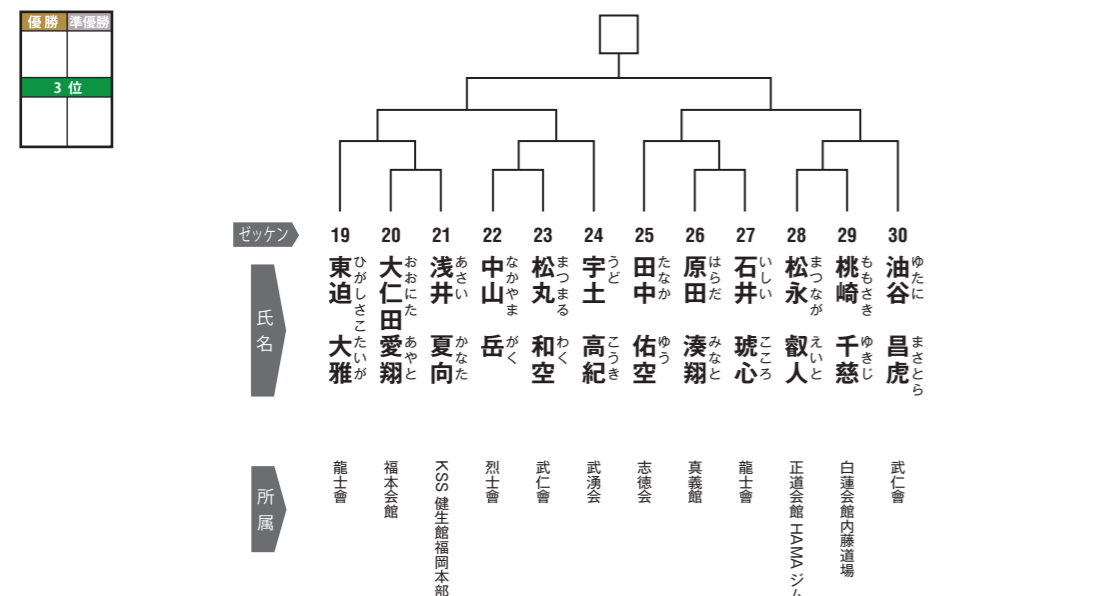 優勝 準優勝
3 位
ゼッケン 19 20 21 22 23 24 25 26 27 28 29 30
氏名
東迫 大雅 ひがしさこ たいが
大仁田 愛翔 おおにた あやと
浅井 夏向 あさい かなた
中山 岳 なかやま がく
松丸 和空 まつまる わく
宇土 高紀 うど こうき
田中 佑空 たなか ゆう
原田 湊翔 はらだ みなと
石井 琥心 いしい こころ
松永 叡人 まつなが えいと
桃崎 千慈 ももさき ゆきじ
油谷 昌虎 ゆたに まさとら
所属
龍士會
福本会館
KSS 健生館福岡本部
烈士會
武仁會
武湧会
志徳会
真義館
龍士會
正道会館 HAMA ジム
白蓮会館内藤道場
武仁會